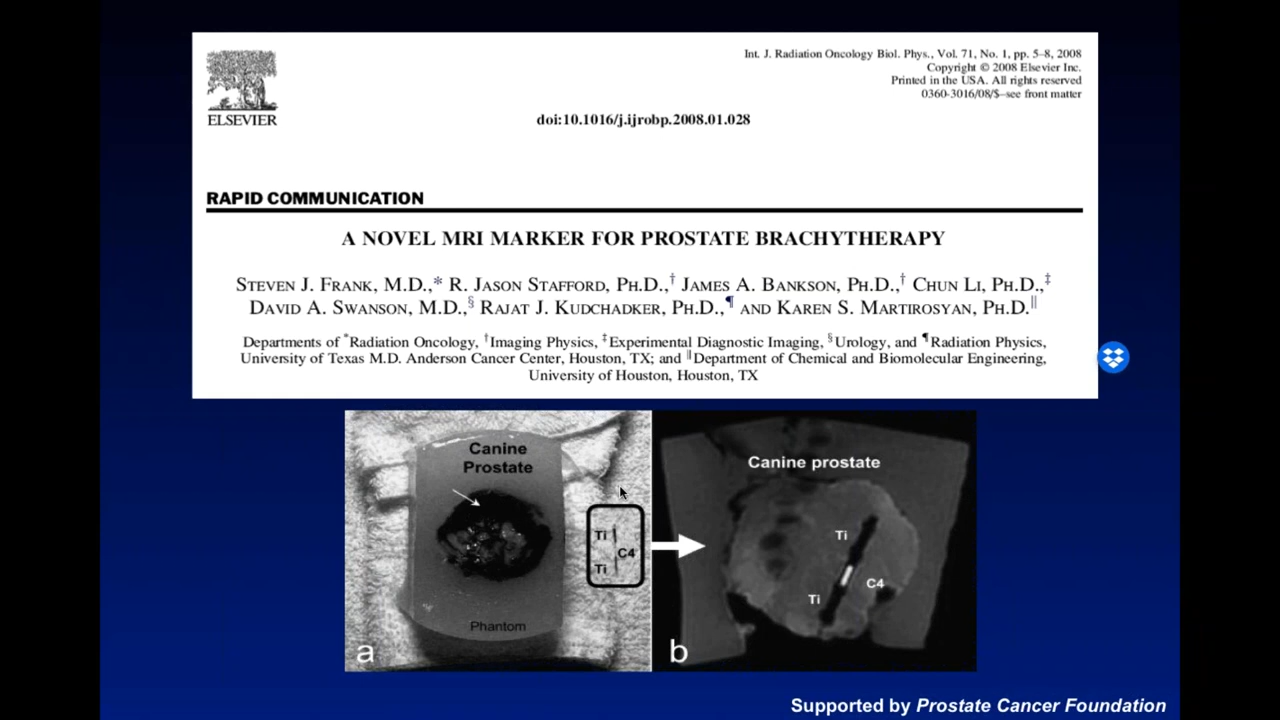 Int. J. Radiation Oncology Biol. Phys., Vol. 71, No. 1, pp. 5–8, 2008
Copyright © 2008 Elsevier Inc.
Printed in the USA. All rights reserved
0360-3016/08/$–see front matter
ELSEVIER
doi:10.1016/j.ijrobp.2008.01.028
RAPID COMMUNICATION
A NOVEL MRI MARKER FOR PROSTATE BRACHYTHERAPY
STEVEN J. FRANK, M.D.,* R. JASON STAFFORD, PH.D.,† JAMES A. BANKSON, PH.D.,† CHUN LI, PH.D.,‡
DAVID A. SWANSON, M.D.,§ RAJAT J. KUDCHADKER, PH.D.,¶ AND KAREN S. MARTIROSYAN, PH.D.‖
Departments of *Radiation Oncology, †Imaging Physics, ‡Experimental Diagnostic Imaging, §Urology, and ¶Radiation Physics,
University of Texas M.D. Anderson Cancer Center, Houston, TX; and ‖Department of Chemical and Biomolecular Engineering,
University of Houston, Houston, TX
Canine
Prostate
Ti
C4
Ti
Phantom
a
Canine prostate
Ti
C4
Ti
b
Supported by Prostate Cancer Foundation